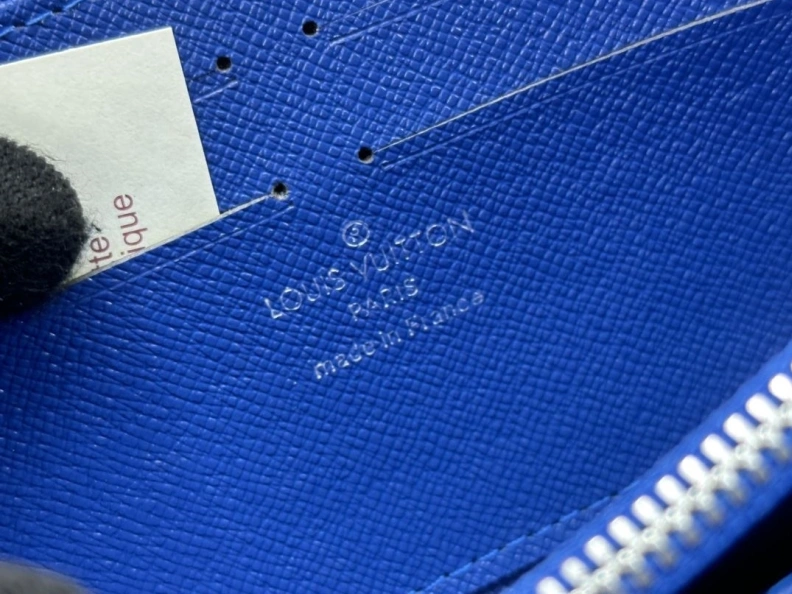 te
ique
®
LOUIS VUITTON
PARIS
made in France